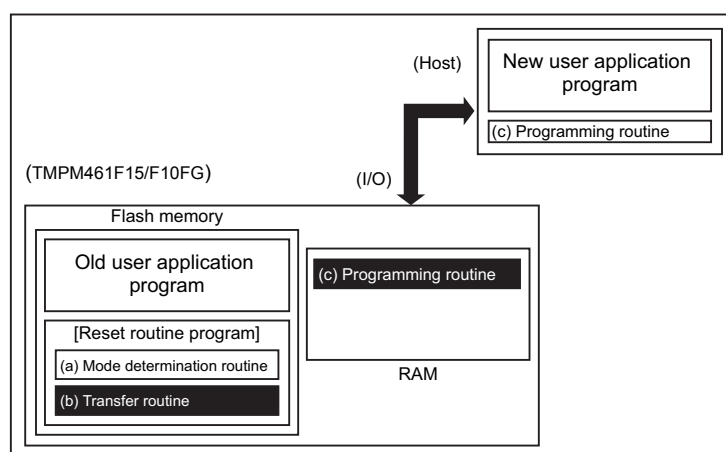 (Host)
New user application
program
(c) Programming routine
(TMPM461F15/F10FG)
(I/O)
Flash memory
Old user application
program
[Reset routine program]
(a) Mode determination routine
(b) Transfer routine
(c) Programming routine
RAM